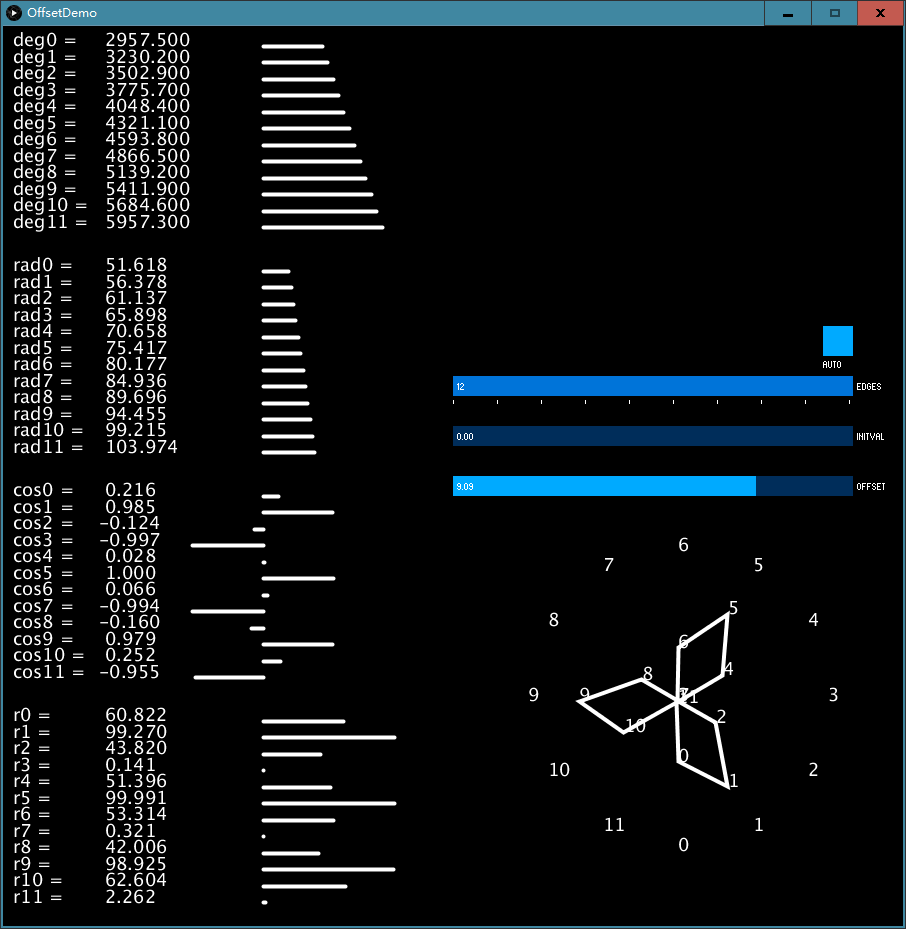 OffsetDemo
deg0 = 2957.500
deg1 = 3230.200
deg2 = 3502.900
deg3 = 3775.700
deg4 = 4048.400
deg5 = 4321.100
deg6 = 4593.800
deg7 = 4866.500
deg8 = 5139.200
deg9 = 5411.900
deg10 = 5684.600
deg11 = 5957.300
rad0 = 51.618
rad1 = 56.378
rad2 = 61.137
rad3 = 65.898
rad4 = 70.658
rad5 = 75.417
rad6 = 80.177
rad7 = 84.936
rad8 = 89.696
rad9 = 94.455
rad10 = 99.215
rad11 = 103.974
cos0 = 0.216
cos1 = 0.985
cos2 = -0.124
cos3 = -0.997
cos4 = 0.028
cos5 = 1.000
cos6 = 0.066
cos7 = -0.994
cos8 = -0.160
cos9 = 0.979
cos10 = 0.252
cos11 = -0.955
r0 = 60.822
r1 = 99.270
r2 = 43.820
r3 = 0.141
r4 = 51.396
r5 = 99.991
r6 = 53.314
r7 = 0.321
r8 = 42.006
r9 = 98.925
r10 = 62.604
r11 = 2.262
AUTO
12 EDGES
0.00 INITVAL
9.09 OFFSET
6
7 5
8 4
9 3
10 2
11 1
0
5
6
8 4
9 11
10 2
0
1